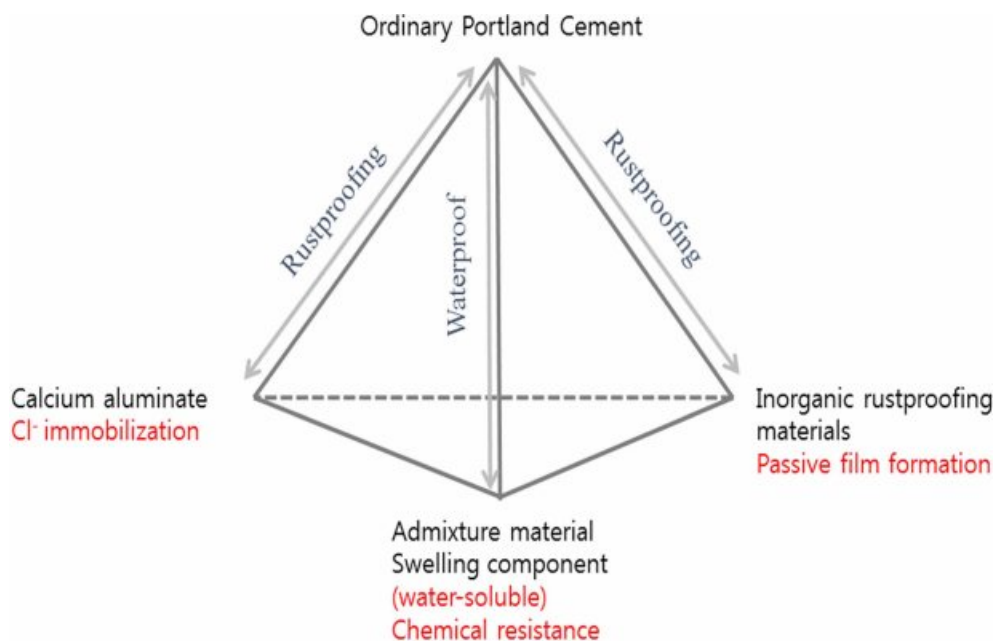 Ordinary Portland Cement
Rustproofing
Waterproof
Rustproofing
Calcium aluminate
Cl⁻ immobilization
Inorganic rustproofing
materials
Passive film formation
Admixture material
Swelling component
(water-soluble)
Chemical resistance